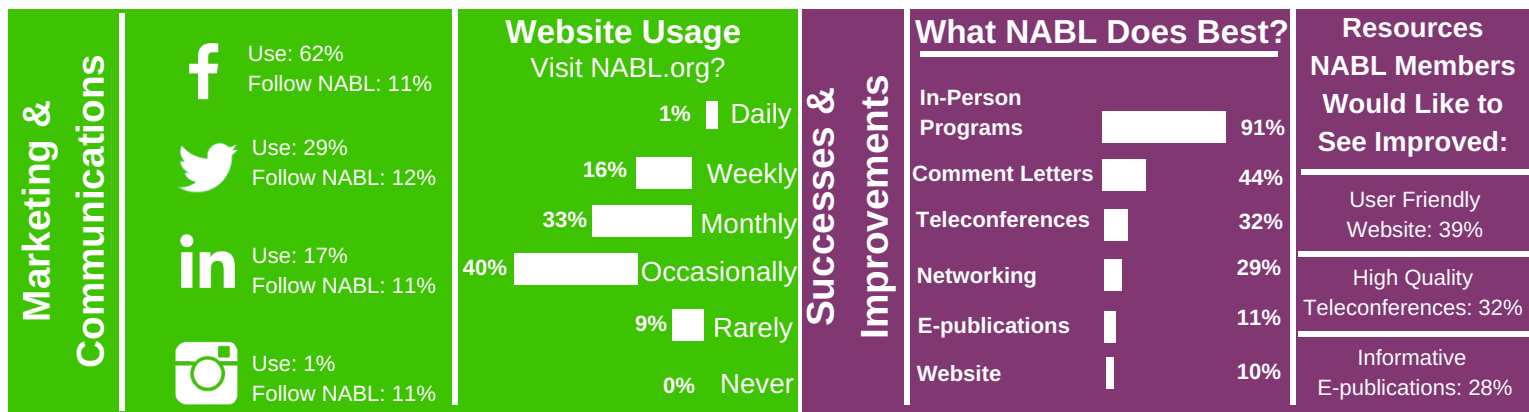 Marketing &
Communications
Use: 62%
Follow NABL: 11%
Use: 29%
Follow NABL: 12%
in
Use: 17%
Follow NABL: 11%
Use: 1%
Follow NABL: 11%
Website Usage
Visit NABL.org?
1% Daily
16% Weekly
33% Monthly
40% Occasionally
9% Rarely
0% Never
Successes &
Improvements
What NABL Does Best?
In-Person
Programs 91%
Comment Letters 44%
Teleconferences 32%
Networking 29%
E-publications 11%
Website 10%
Resources
NABL Members
Would Like to
See Improved:
User Friendly
Website: 39%
High Quality
Teleconferences: 32%
Informative
E-publications: 28%